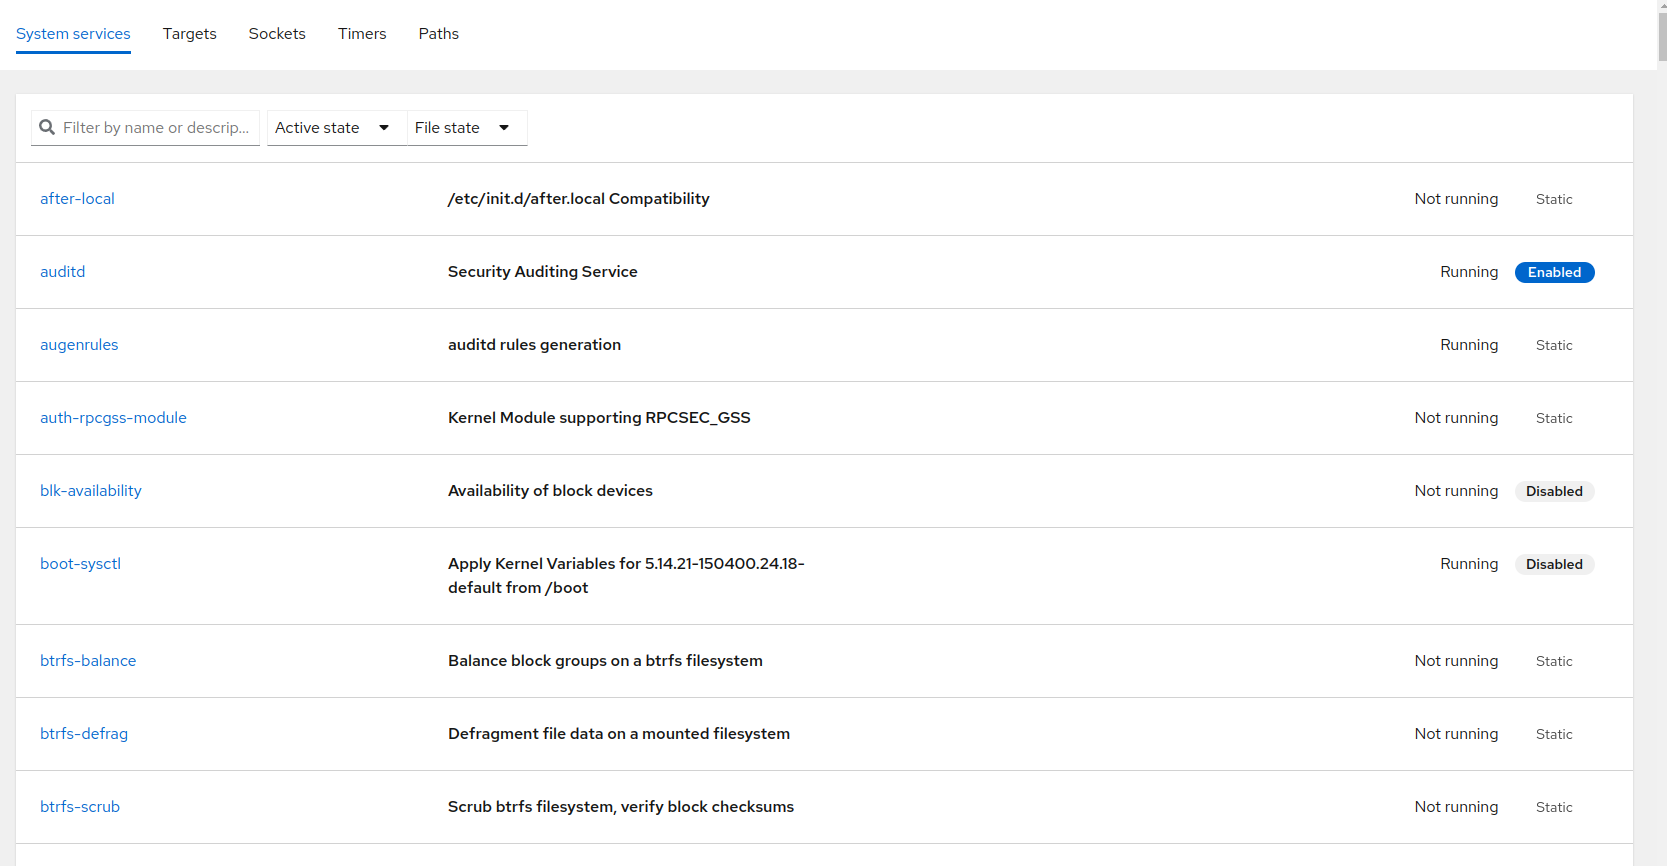 System services Targets Sockets Timers Paths
Filter by name or descrip... Active state File state
after-local /etc/init.d/after.local Compatibility Not running Static
auditd Security Auditing Service Running Enabled
augenrules auditd rules generation Running Static
auth-rpcgss-module Kernel Module supporting RPCSEC_GSS Not running Static
blk-availability Availability of block devices Not running Disabled
boot-sysctl Apply Kernel Variables for 5.14.21-150400.24.18- Running Disabled
default from /boot
btrfs-balance Balance block groups on a btrfs filesystem Not running Static
btrfs-defrag Defragment file data on a mounted filesystem Not running Static
btrfs-scrub Scrub btrfs filesystem, verify block checksums Not running Static